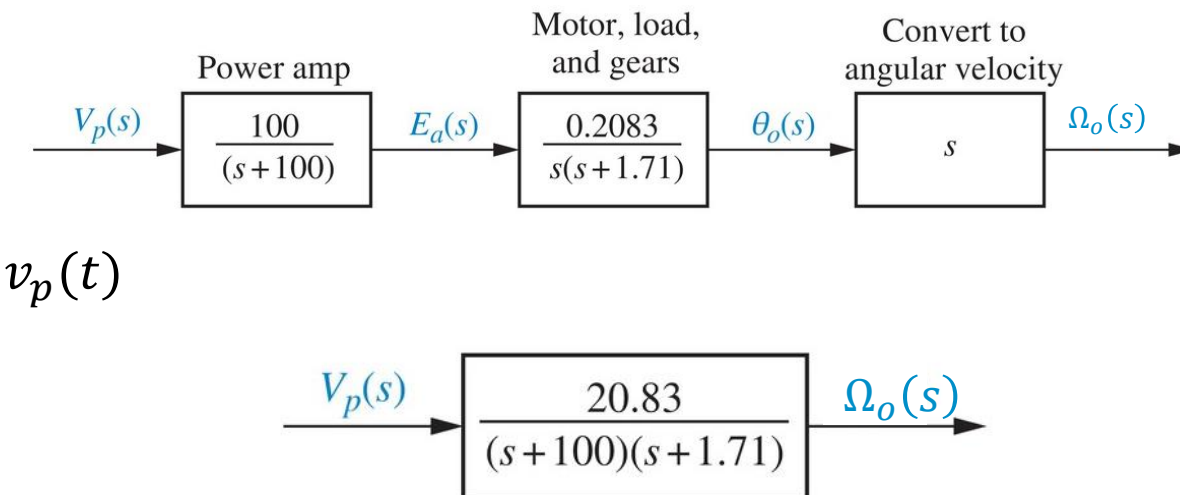 Power amp
Motor, load,
and gears
Convert to
angular velocity
V_p(s)
100
(s+100)
E_a(s)
0.2083
s(s+1.71)
θ_o(s)
s
Ω_o(s)
v_p(t)
V_p(s)
20.83
(s+100)(s+1.71)
Ω_o(s)